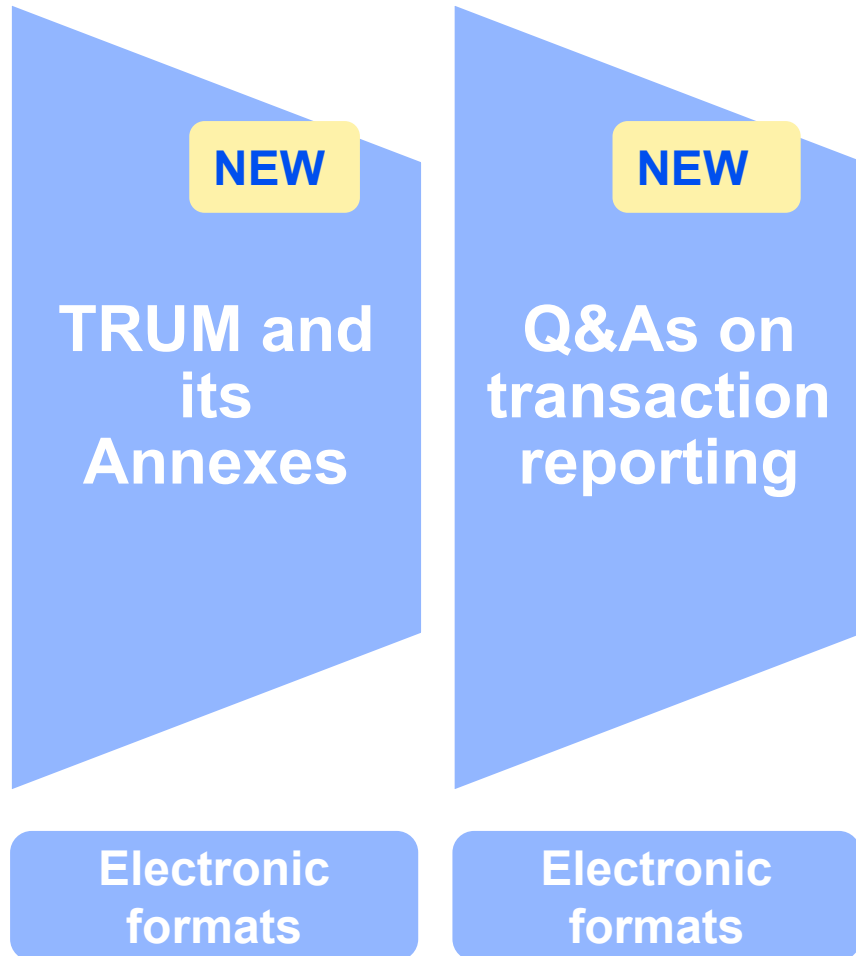 NEW
TRUM and
its
Annexes
Electronic
formats
NEW
Q&As on
transaction
reporting
Electronic
formats